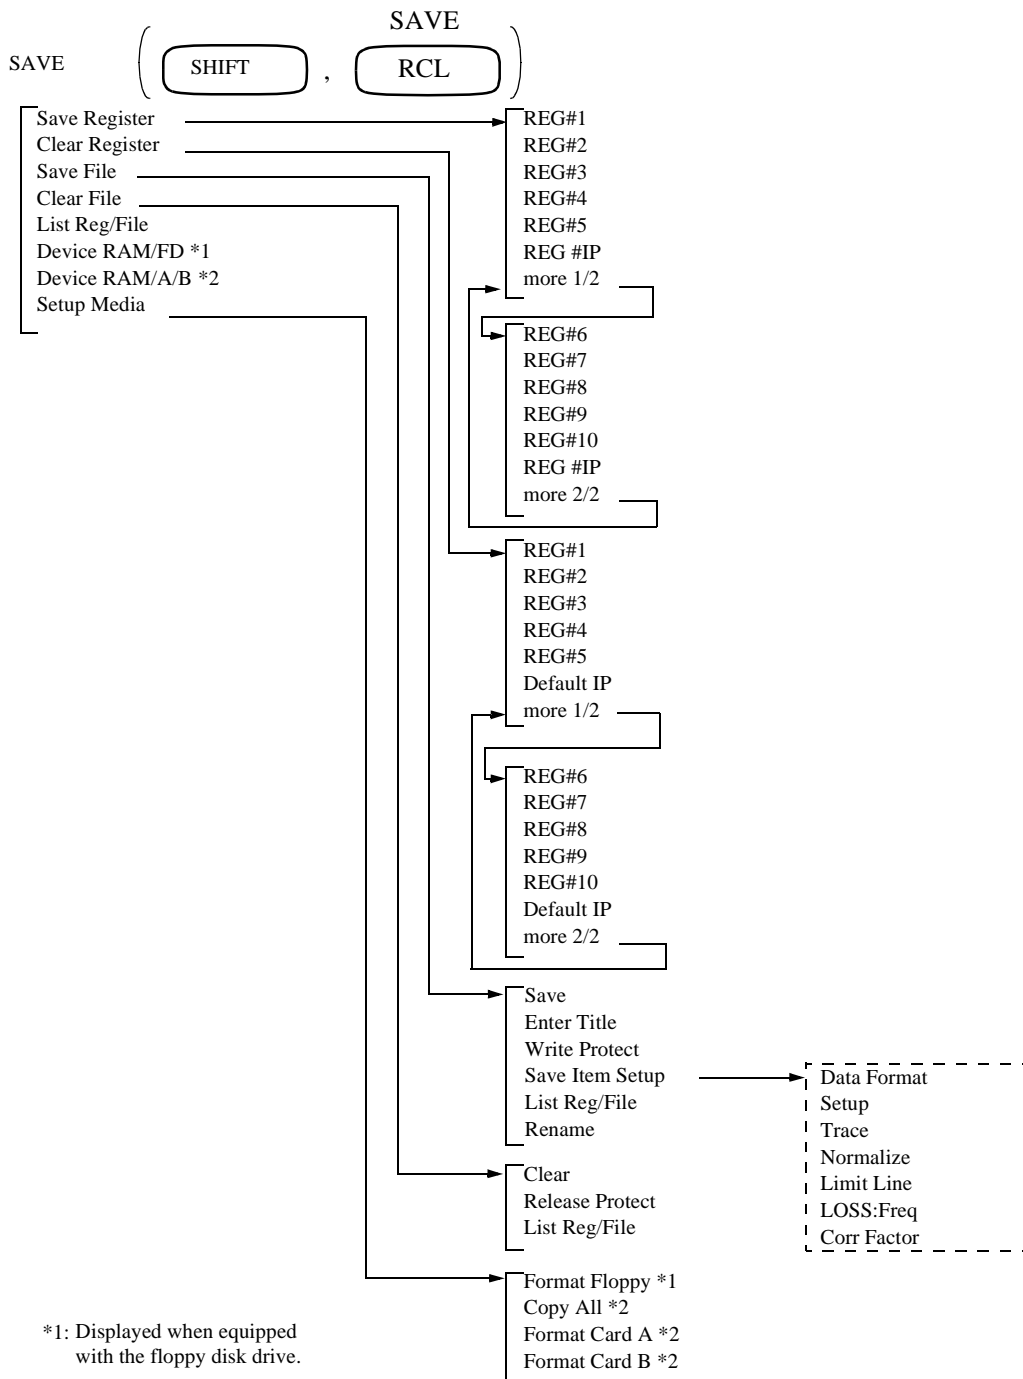 SAVE
SAVE
SHIFT
,
RCL
Save Register
Clear Register
Save File
Clear File
List Reg/File
Device RAM/FD *1
Device RAM/A/B *2
Setup Media
REG#1
REG#2
REG#3
REG#4
REG#5
REG #IP
more 1/2
REG#6
REG#7
REG#8
REG#9
REG#10
REG #IP
more 2/2
REG#1
REG#2
REG#3
REG#4
REG#5
Default IP
more 1/2
REG#6
REG#7
REG#8
REG#9
REG#10
Default IP
more 2/2
Save
Enter Title
Write Protect
Save Item Setup
List Reg/File
Rename
Data Format
Setup
Trace
Normalize
Limit Line
LOSS:Freq
Corr Factor
Clear
Release Protect
List Reg/File
Format Floppy *1
Copy All *2
Format Card A *2
Format Card B *2
*1: Displayed when equipped
with the floppy disk drive.